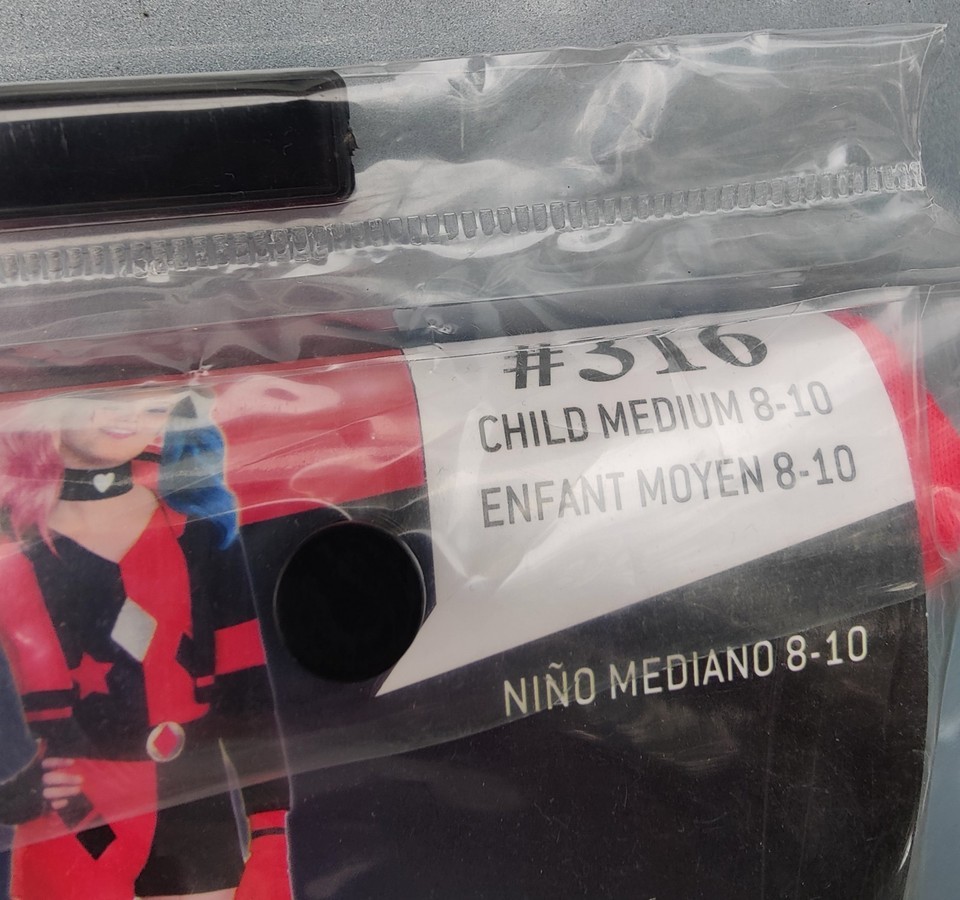 #316
CHILD MEDIUM 8-10
ENFANT MOYEN 8-10
NIÑO MEDIANO 8-10